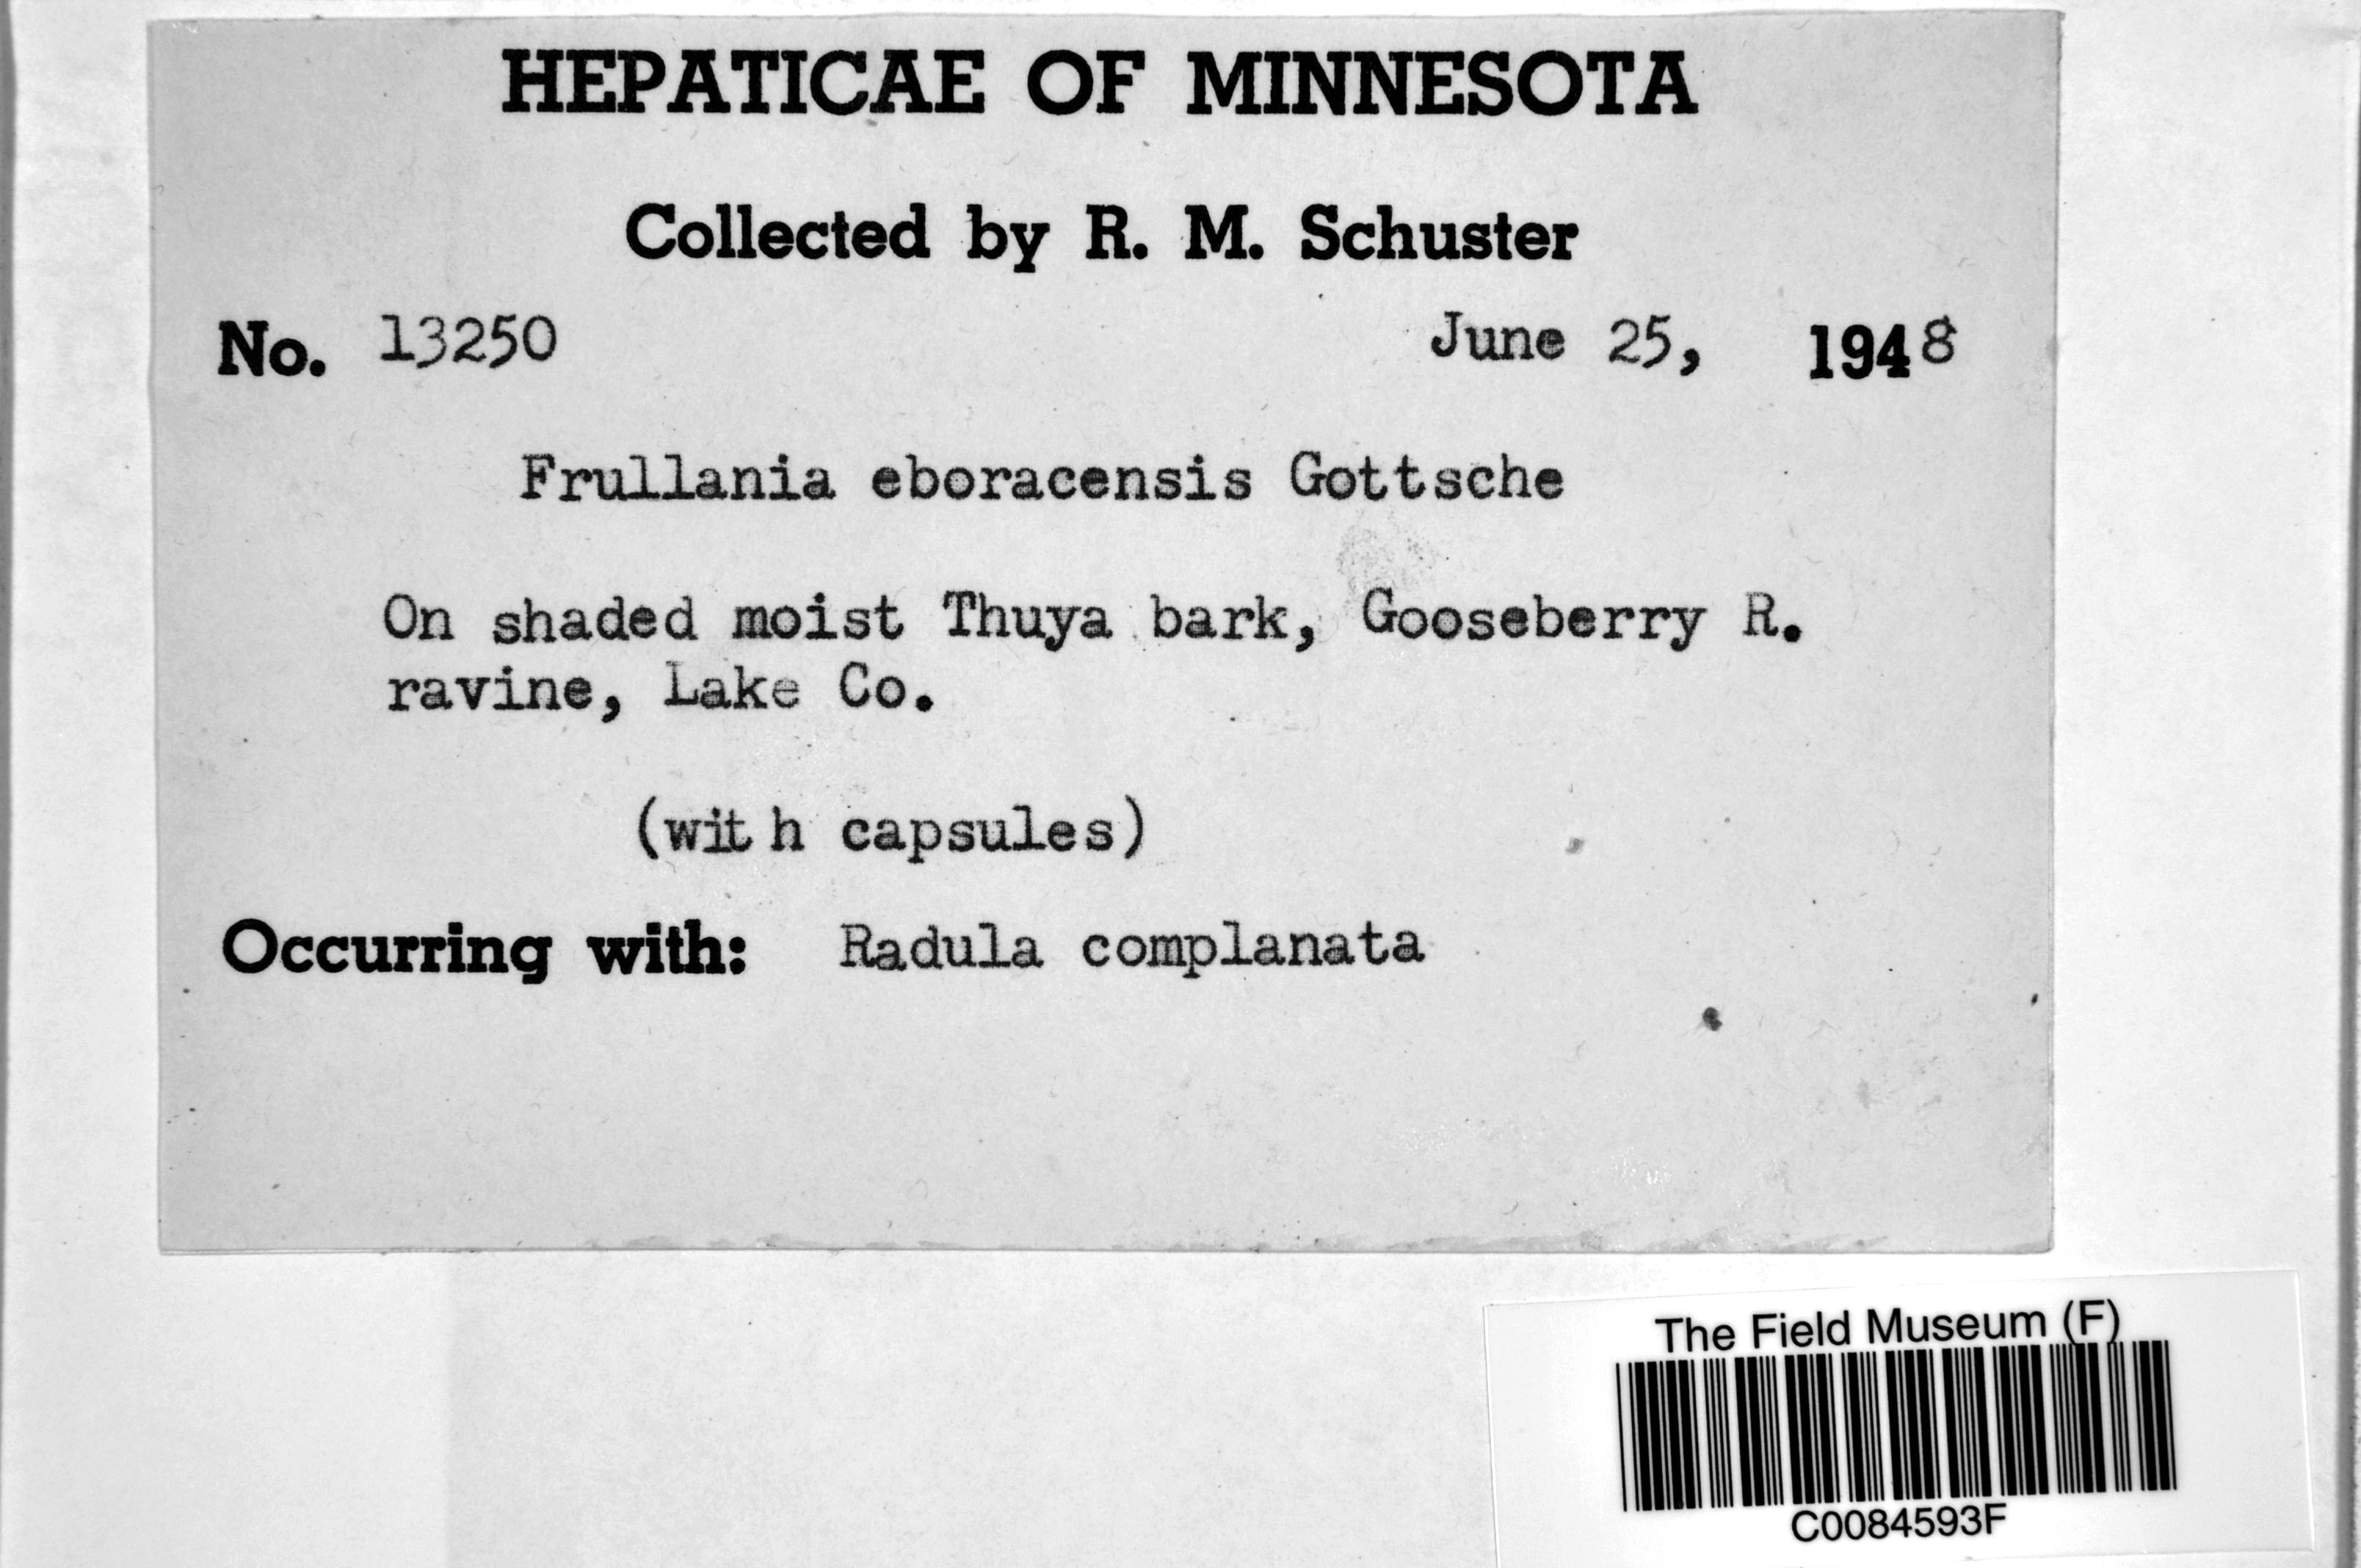 HEPATICAE OF MINNESOTA
Collected by R. M. Schuster
No. 13250 June 25, 1948
Frullania eboracensis Gottsche
On shaded moist Thuya bark, Gooseberry R.
ravine, Lake Co.
(with capsules)
Occurring with: Radula complanata
The Field Museum (F)
C0084593F